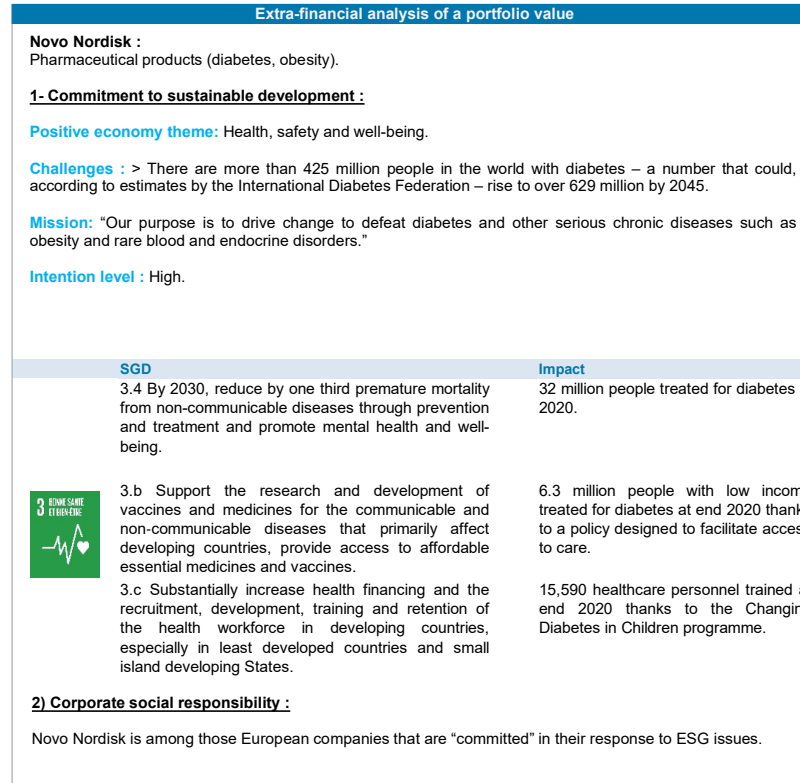 Extra-financial analysis of a portfolio value
Novo Nordisk :
Pharmaceutical products (diabetes, obesity).
1- Commitment to sustainable development :
Positive economy theme: Health, safety and well-being.
Challenges : > There are more than 425 million people in the world with diabetes – a number that could,
according to estimates by the International Diabetes Federation – rise to over 629 million by 2045.
Mission: “Our purpose is to drive change to defeat diabetes and other serious chronic diseases such as
obesity and rare blood and endocrine disorders.”
Intention level : High.
SGD
Impact
3.4 By 2030, reduce by one third premature mortality
from non-communicable diseases through prevention
and treatment and promote mental health and well-
being.
32 million people treated for diabetes
2020.
3 BONNE SANTÉ
ET BIEN-ÊTRE
3.b Support the research and development of
vaccines and medicines for the communicable and
non-communicable diseases that primarily affect
developing countries, provide access to affordable
essential medicines and vaccines.
6.3 million people with low incom
treated for diabetes at end 2020 thank
to a policy designed to facilitate acces
to care.
3.c Substantially increase health financing and the
recruitment, development, training and retention of
the health workforce in developing countries,
especially in least developed countries and small
island developing States.
15,590 healthcare personnel trained a
end 2020 thanks to the Changin
Diabetes in Children programme.
2) Corporate social responsibility :
Novo Nordisk is among those European companies that are “committed” in their response to ESG issues.